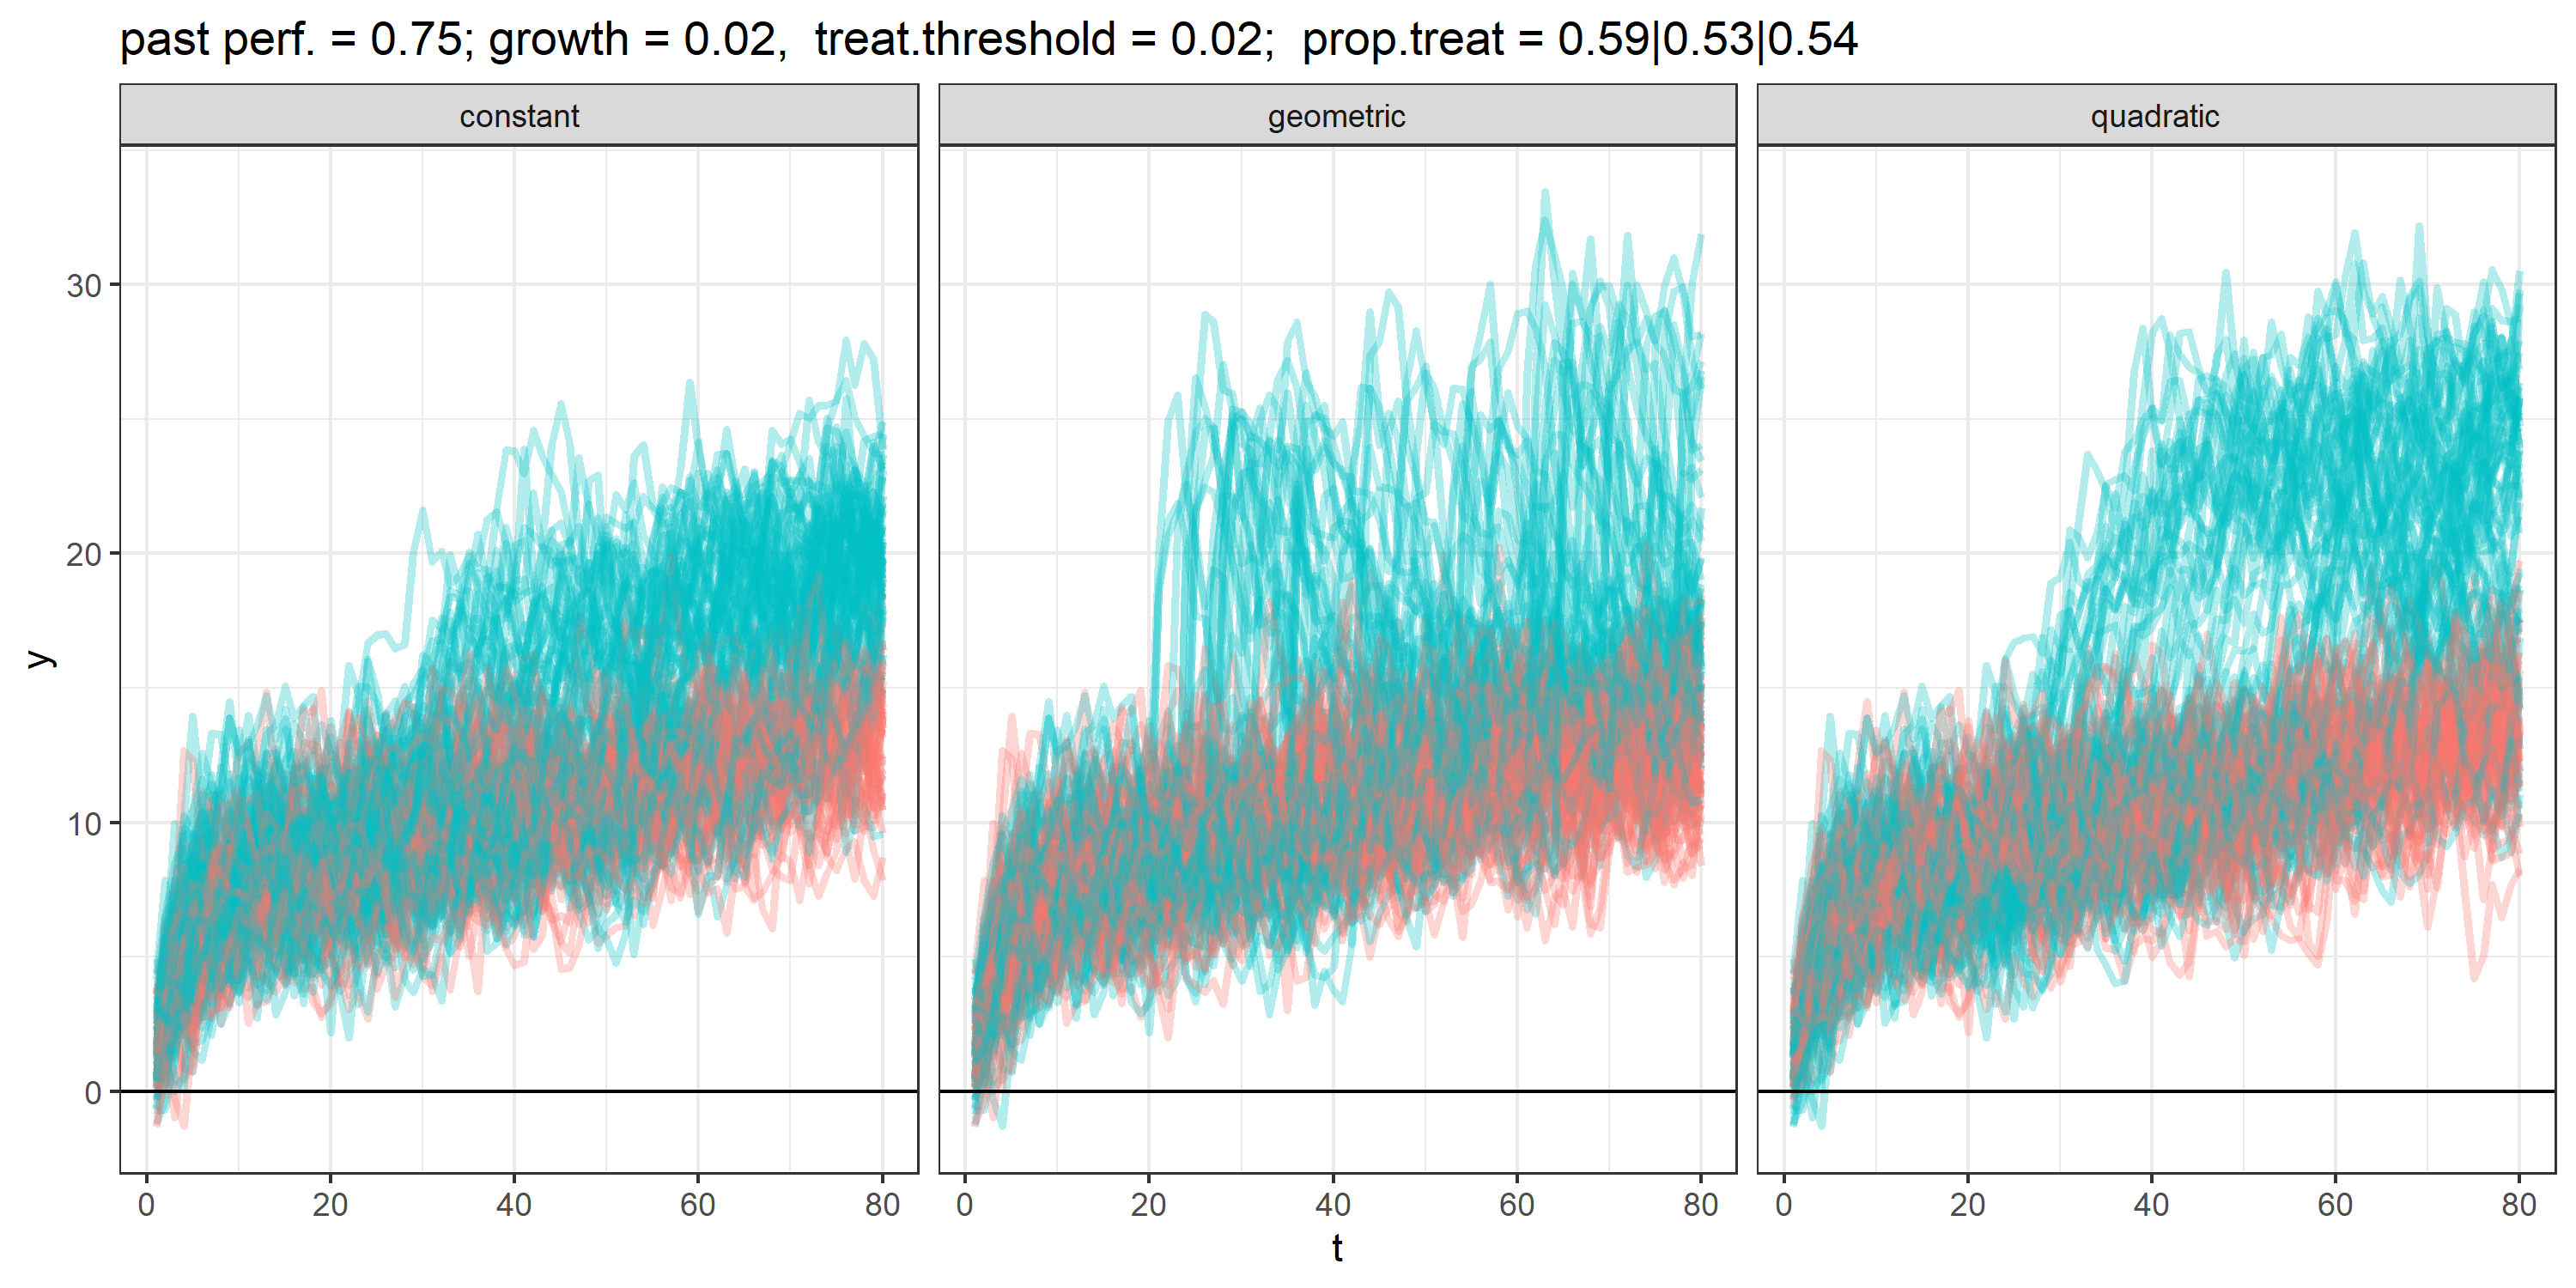 past perf. = 0.75; growth = 0.02,  treat.threshold = 0.02;  prop.treat = 0.59|0.53|0.54
constant
geometric
quadratic
30
20
10
0
y
0 20 40 60 80
0 20 40 60 80
0 20 40 60 80
t